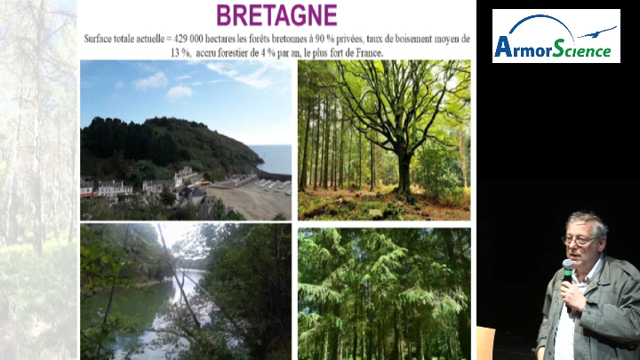 BRETAGNE
Surface totale actuelle = 429 000 hectares les forêts bretonnes à 90 % privées, taux de boisement moyen de
13 %, accru forestier de 4 % par an, le plus fort de France.
ArmorScience